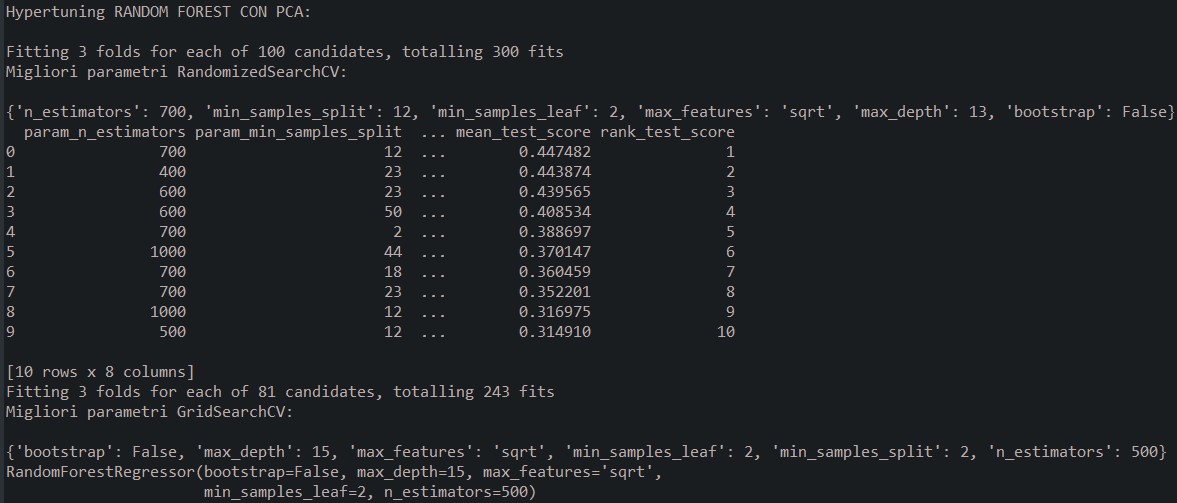 Hypertuning RANDOM FOREST CON PCA:
Fitting 3 folds for each of 100 candidates, totalling 300 fits
Migliori parametri RandomizedSearchCV:
{'n_estimators': 700, 'min_samples_split': 12, 'min_samples_leaf': 2, 'max_features': 'sqrt', 'max_depth': 13, 'bootstrap': False}
  param_n_estimators param_min_samples_split  ... mean_test_score rank_test_score
0                700                      12  ...        0.447482               1
1                400                      23  ...        0.443874               2
2                600                      23  ...        0.439565               3
3                600                      50  ...        0.408534               4
4                700                       2  ...        0.388697               5
5               1000                      44  ...        0.370147               6
6                700                      18  ...        0.360459               7
7                700                      23  ...        0.352201               8
8               1000                      12  ...        0.316975               9
9                500                      12  ...        0.314910              10
[10 rows x 8 columns]
Fitting 3 folds for each of 81 candidates, totalling 243 fits
Migliori parametri GridSearchCV:
{'bootstrap': False, 'max_depth': 15, 'max_features': 'sqrt', 'min_samples_leaf': 2, 'min_samples_split': 2, 'n_estimators': 500}
RandomForestRegressor(bootstrap=False, max_depth=15, max_features='sqrt',
                      min_samples_leaf=2, n_estimators=500)